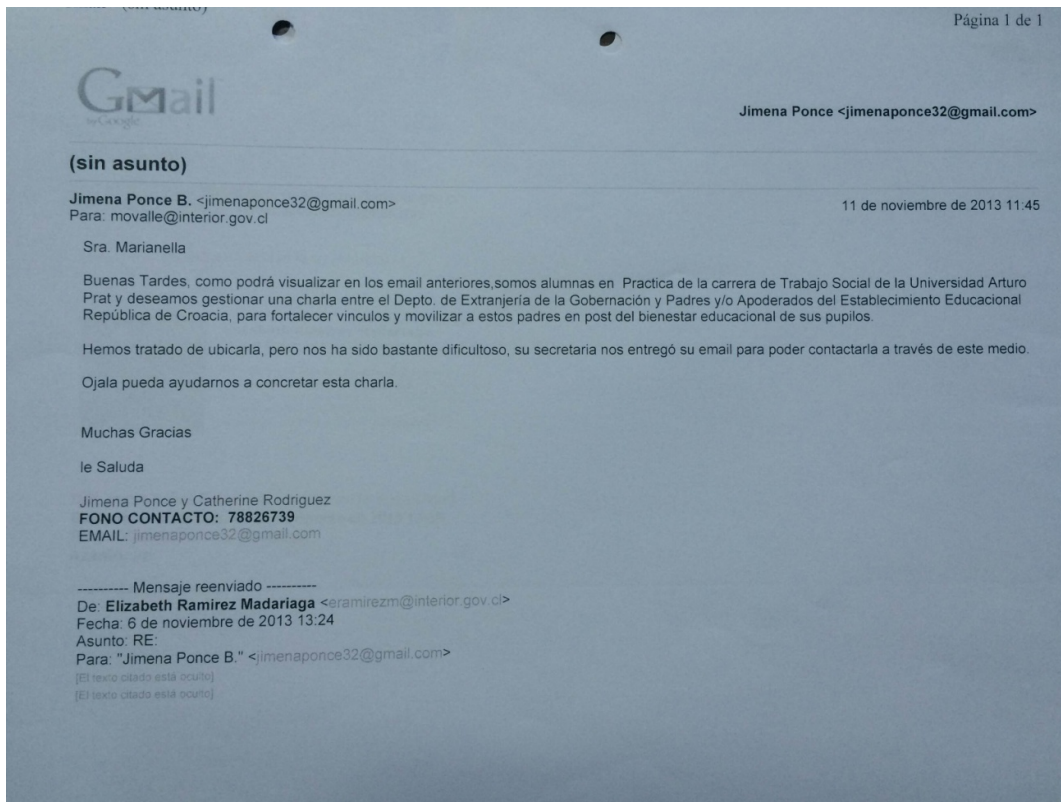 (sin asunto)
Página 1 de 1
Gmail
by Google
Jimena Ponce <jimenaponce32@gmail.com>
(sin asunto)
Jimena Ponce B. <jimenaponce32@gmail.com>
11 de noviembre de 2013 11:45
Para: movalle@interior.gov.cl
Sra. Marianella
Buenas Tardes, como podrá visualizar en los email anteriores,somos alumnas en Practica de la carrera de Trabajo Social de la Universidad Arturo
Prat y deseamos gestionar una charla entre el Depto. de Extranjería de la Gobernación y Padres y/o Apoderados del Establecimiento Educacional
República de Croacia, para fortalecer vinculos y movilizar a estos padres en post del bienestar educacional de sus pupilos.
Hemos tratado de ubicarla, pero nos ha sido bastante dificultoso, su secretaria nos entregó su email para poder contactarla a través de este medio.
Ojala pueda ayudarnos a concretar esta charla.
Muchas Gracias
le Saluda
Jimena Ponce y Catherine Rodriguez
FONO CONTACTO: 78826739
EMAIL: jimenaponce32@gmail.com
---------- Mensaje reenviado ----------
De: Elizabeth Ramirez Madariaga <eramirezm@interior.gov.cl>
Fecha: 6 de noviembre de 2013 13:24
Asunto: RE:
Para: "Jimena Ponce B." <jimenaponce32@gmail.com>
[El texto citado está oculto]
[El texto citado está oculto]